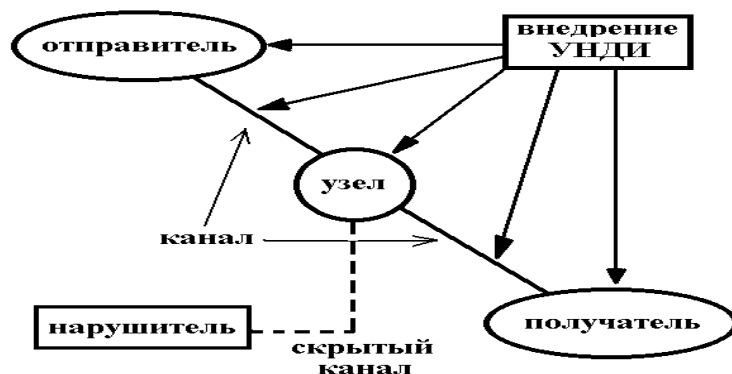 отправитель
внедрение
УНДИ
узел
канал
нарушитель
скрытый
канал
получатель